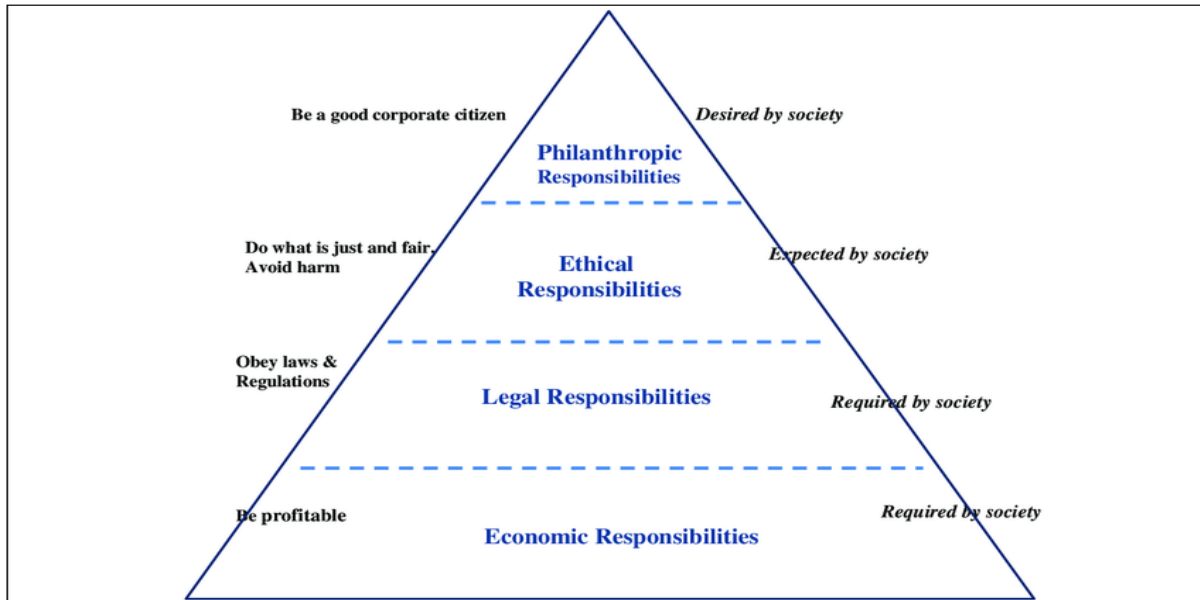 Be a good corporate citizen
Desired by society
Philanthropic
Responsibilities
Do what is just and fair,
Avoid harm
Expected by society
Ethical
Responsibilities
Obey laws &
Regulations
Legal Responsibilities
Required by society
Be profitable
Required by society
Economic Responsibilities